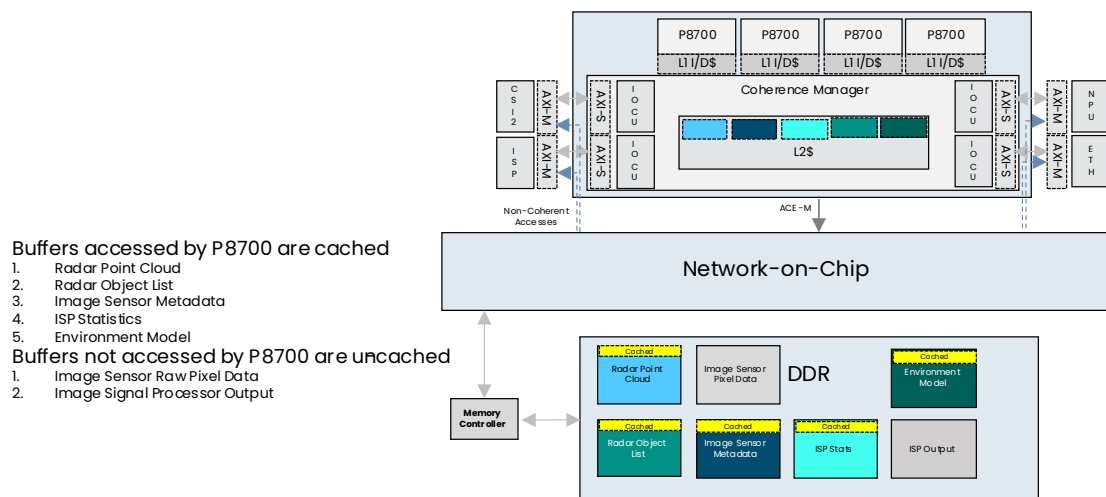 P8700 P8700 P8700 P8700
L1 I/D$ L1 I/D$ L1 I/D$ L1 I/D$
Coherence Manager
CSI2 AXI-M AXI-S IOCU IOCU AXI-S AXI-M NPU
ISP AXI-M AXI-S IOCU IOCU AXI-S AXI-M ETH
L2$
Non-Coherent
Accesses
ACE-M
Network-on-Chip
Buffers accessed by P8700 are cached
1. Radar Point Cloud
2. Radar Object List
3. Image Sensor Metadata
4. ISP Statistics
5. Environment Model
Buffers not accessed by P8700 are uncached
1. Image Sensor Raw Pixel Data
2. Image Signal Processor Output
Memory
Controller
DDR
Cached
Radar Point
Cloud
Image Sensor
Pixel Data
Cached
Environment
Model
Cached
Radar Object
List
Cached
Image Sensor
Metadata
Cached
ISP Stats
ISP Output